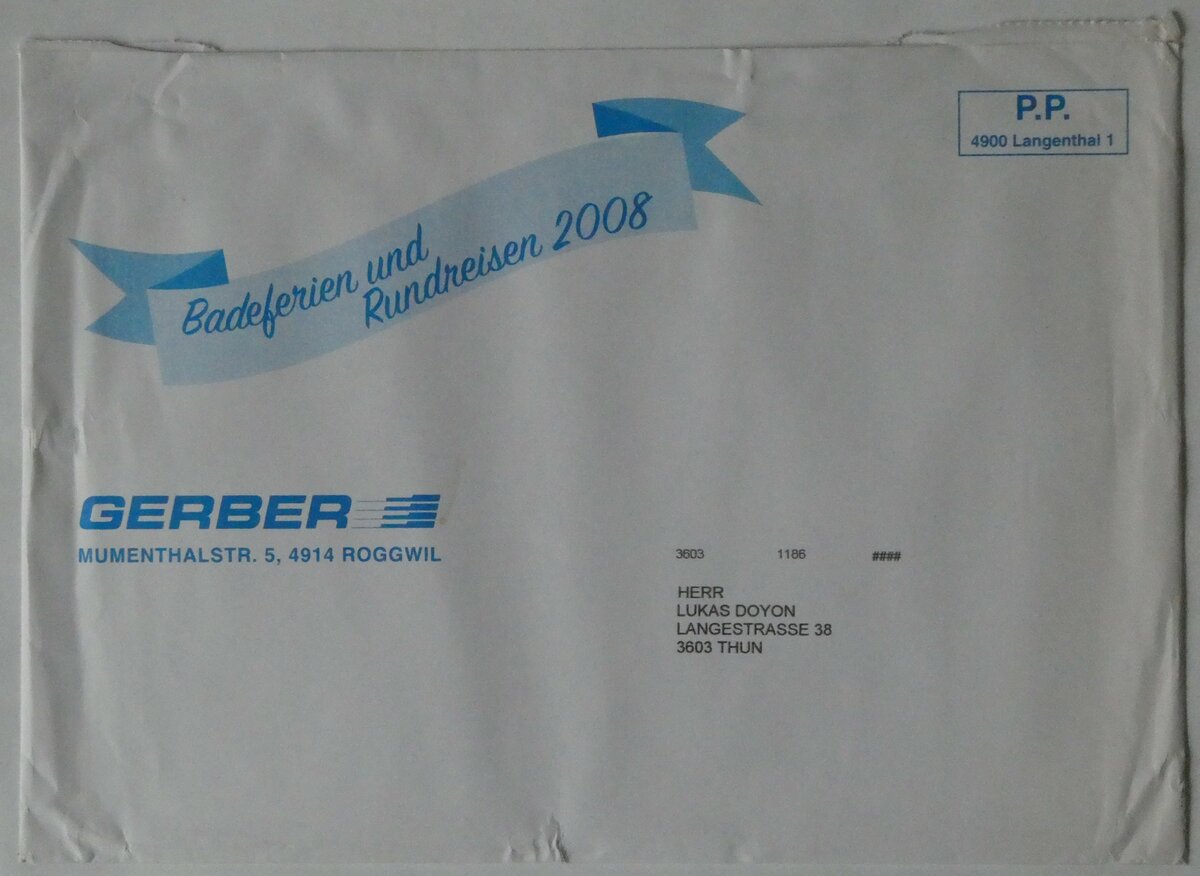 P.P.
4900 Langenthal 1
Badeferien und
Rundreisen 2008
GERBER
MUMENTHALSTR. 5, 4914 ROGGWIL
3603 1186 ####
HERR
LUKAS DOYON
LANGESTRASSE 38
3603 THUN